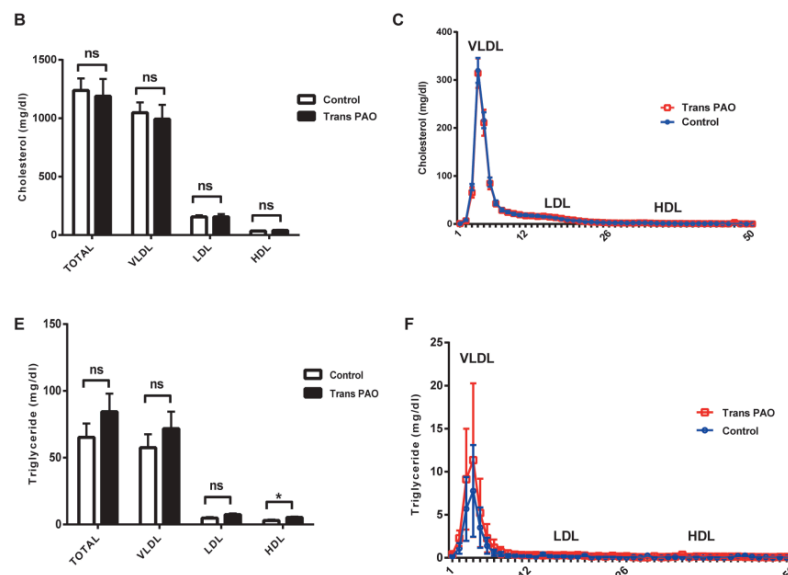 B
ns
ns
ns
ns
Cholesterol (mg/dl)
1500
1000
500
0
TOTAL
VLDL
LDL
HDL
Control
Trans PAO
C
VLDL
LDL
HDL
Cholesterol (mg/dl)
400
300
200
100
0
1
12
26
50
Trans PAO
Control
E
ns
ns
ns
*
Triglyceride (mg/dl)
150
100
50
0
TOTAL
VLDL
LDL
HDL
Control
Trans PAO
F
VLDL
LDL
HDL
Triglyceride (mg/dl)
25
20
15
10
5
0
1
12
26
Trans PAO
Control